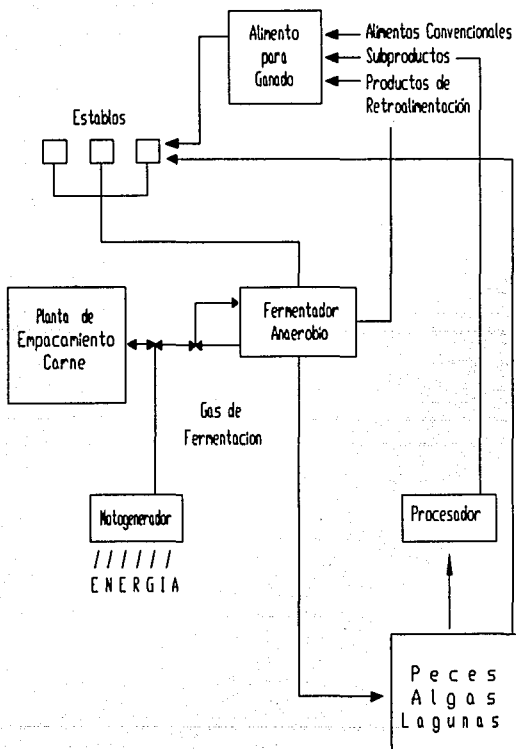 Alimento
para
Ganado
Alimentos Convencionales
Subproductos
Productos de
Retroalimentación
Establos
Planta de
Empacamiento
Carne
Fermentador
Anaerobio
Gas de
Fermentacion
Motogenerador
ENERGIA
Procesador
Peces
Algas
Lagunas